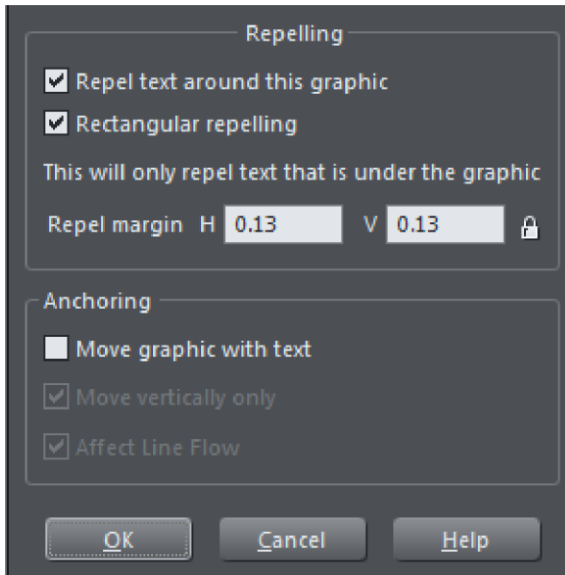 Repelling
Repel text around this graphic
Rectangular repelling
This will only repel text that is under the graphic
Repel margin H 0.13 V 0.13
Anchoring
Move graphic with text
Move vertically only
Affect Line Flow
OK Cancel Help